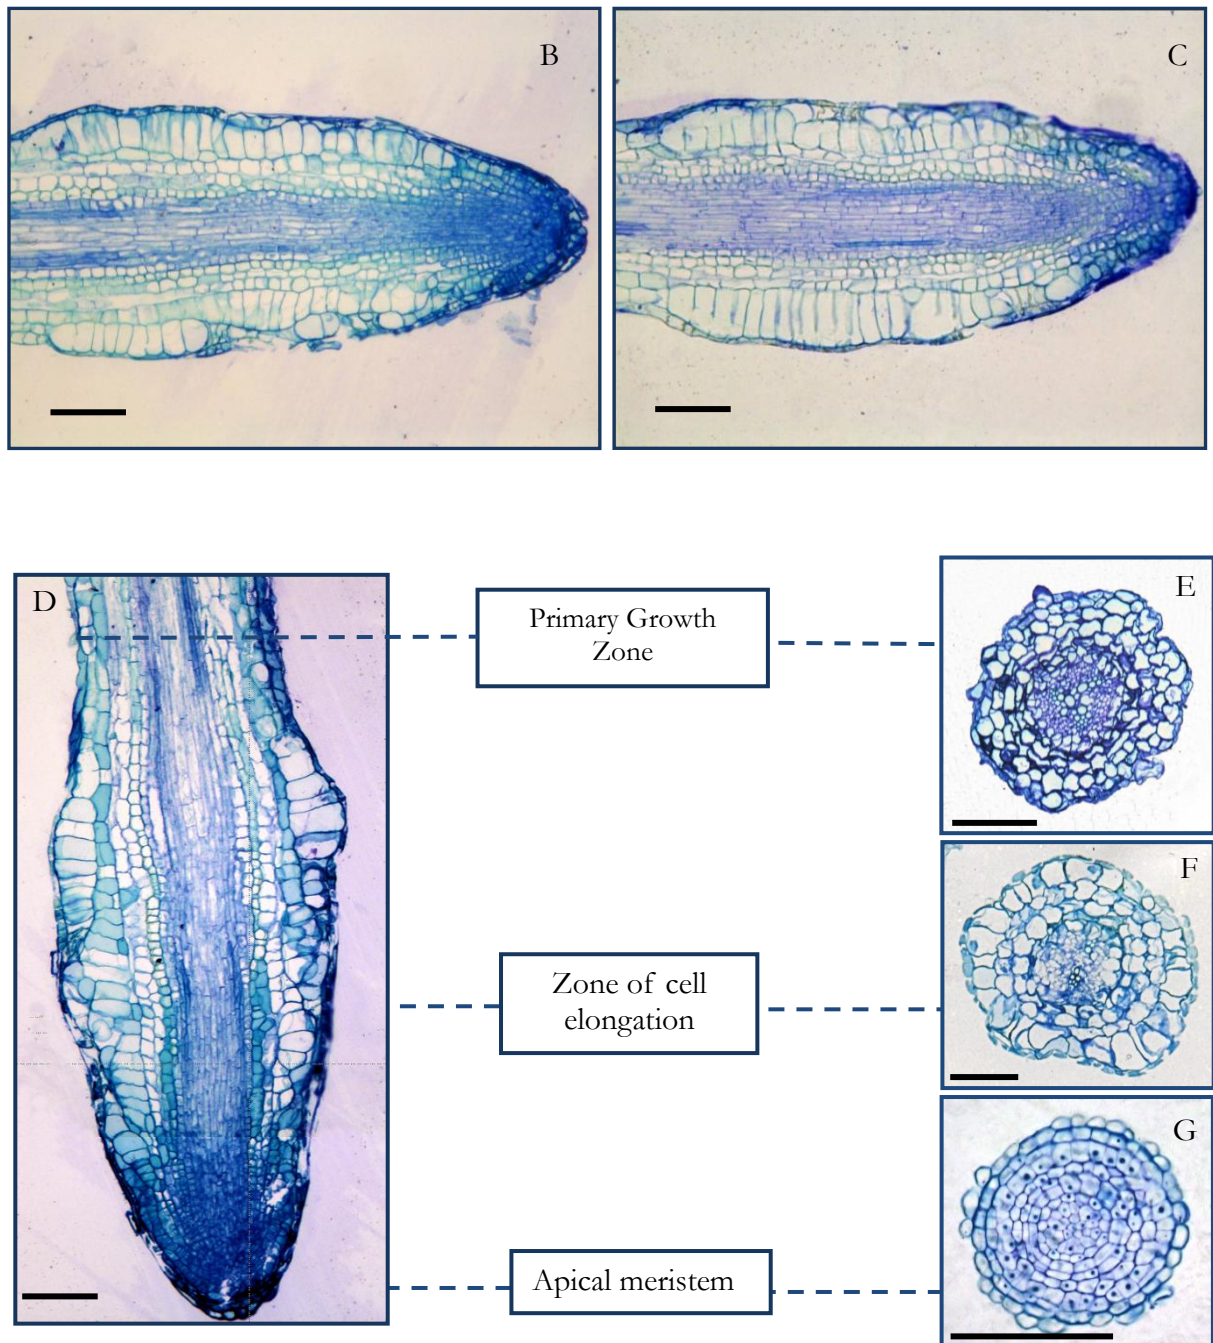 B
C
D
Primary Growth
Zone
E
Zone of cell
elongation
F
Apical meristem
G